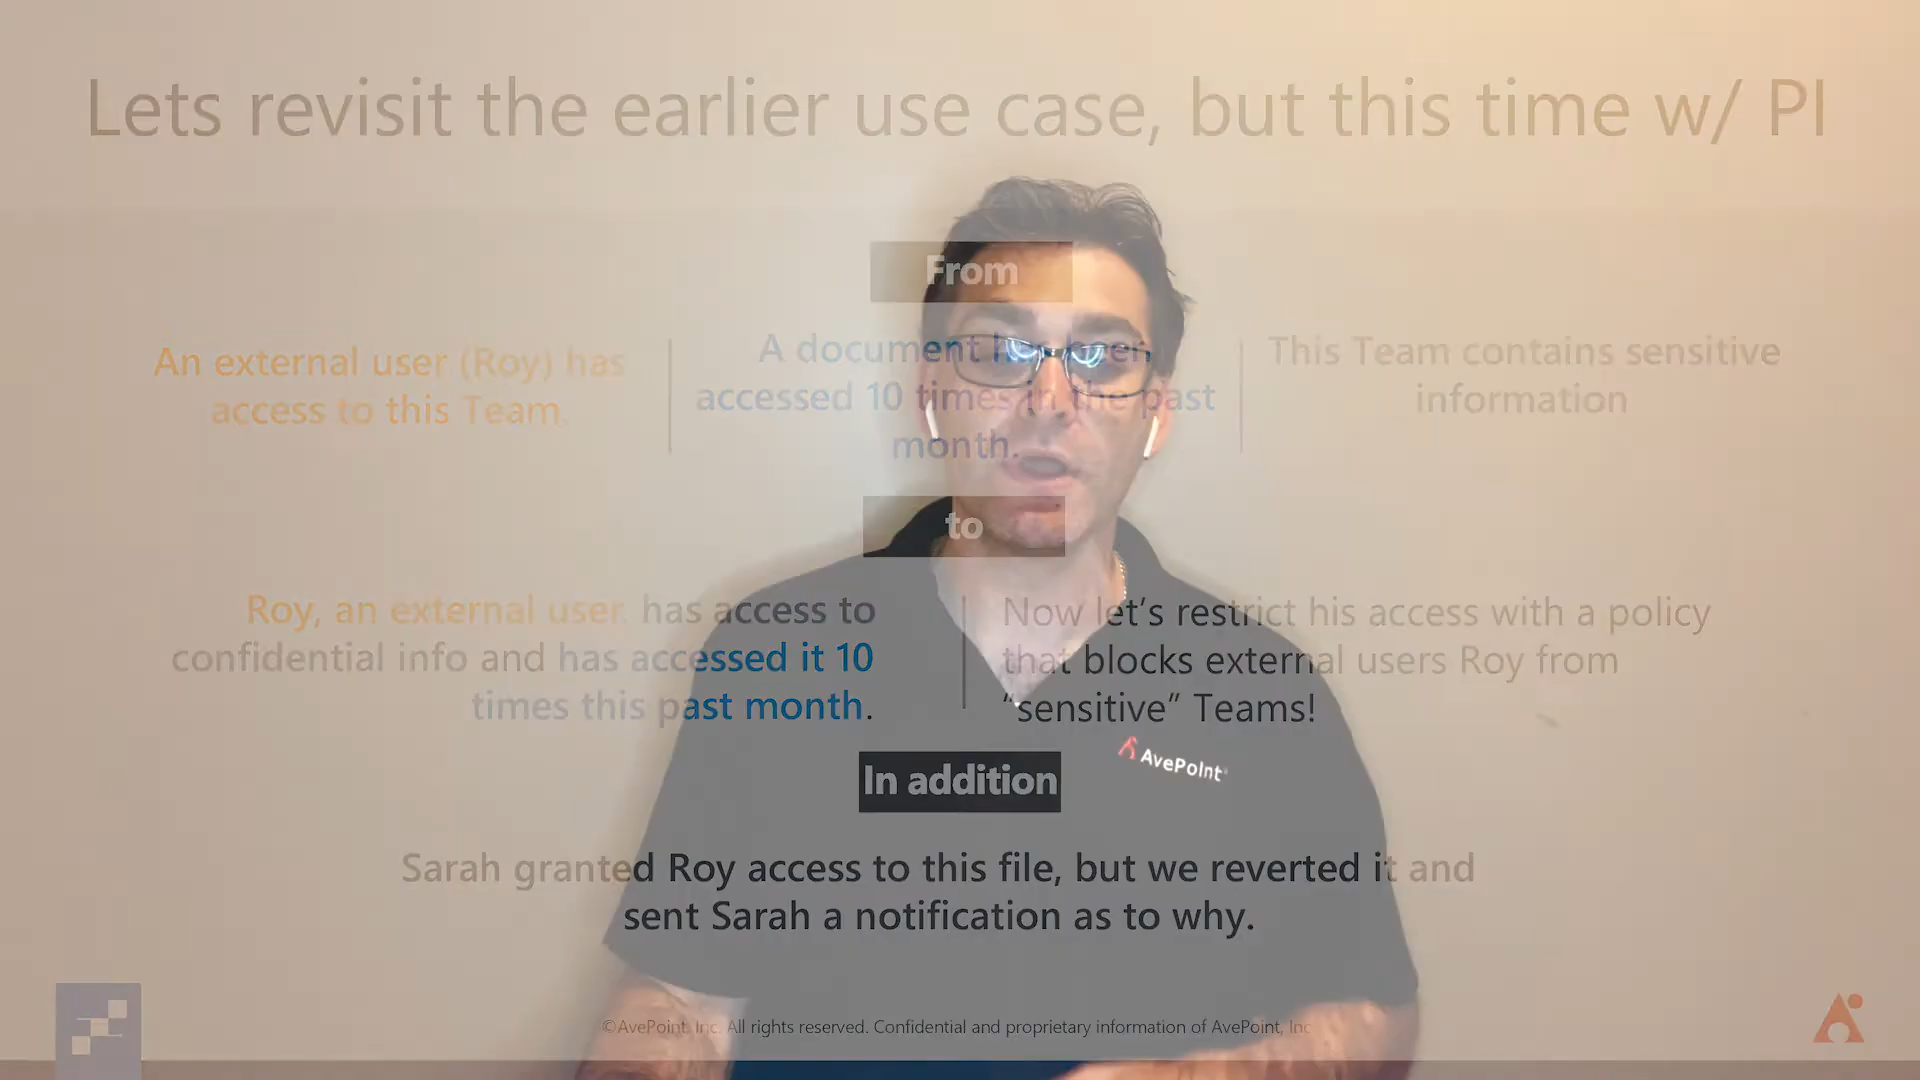 Lets revisit the earlier use case, but this time w/ PI
From
An external user (Roy) has
access to this Team.
A document been
accessed 10 times in the past
month.
This Team contains sensitive
information
to
Roy, an external user, has access to
confidential info and has accessed it 10
times this past month.
Now let's restrict his access with a policy
that blocks external users Roy from
“sensitive” Teams!
AvePoint
In addition
Sarah granted Roy access to this file, but we reverted it and
sent Sarah a notification as to why.
©AvePoint, Inc. All rights reserved. Confidential and proprietary information of AvePoint, Inc